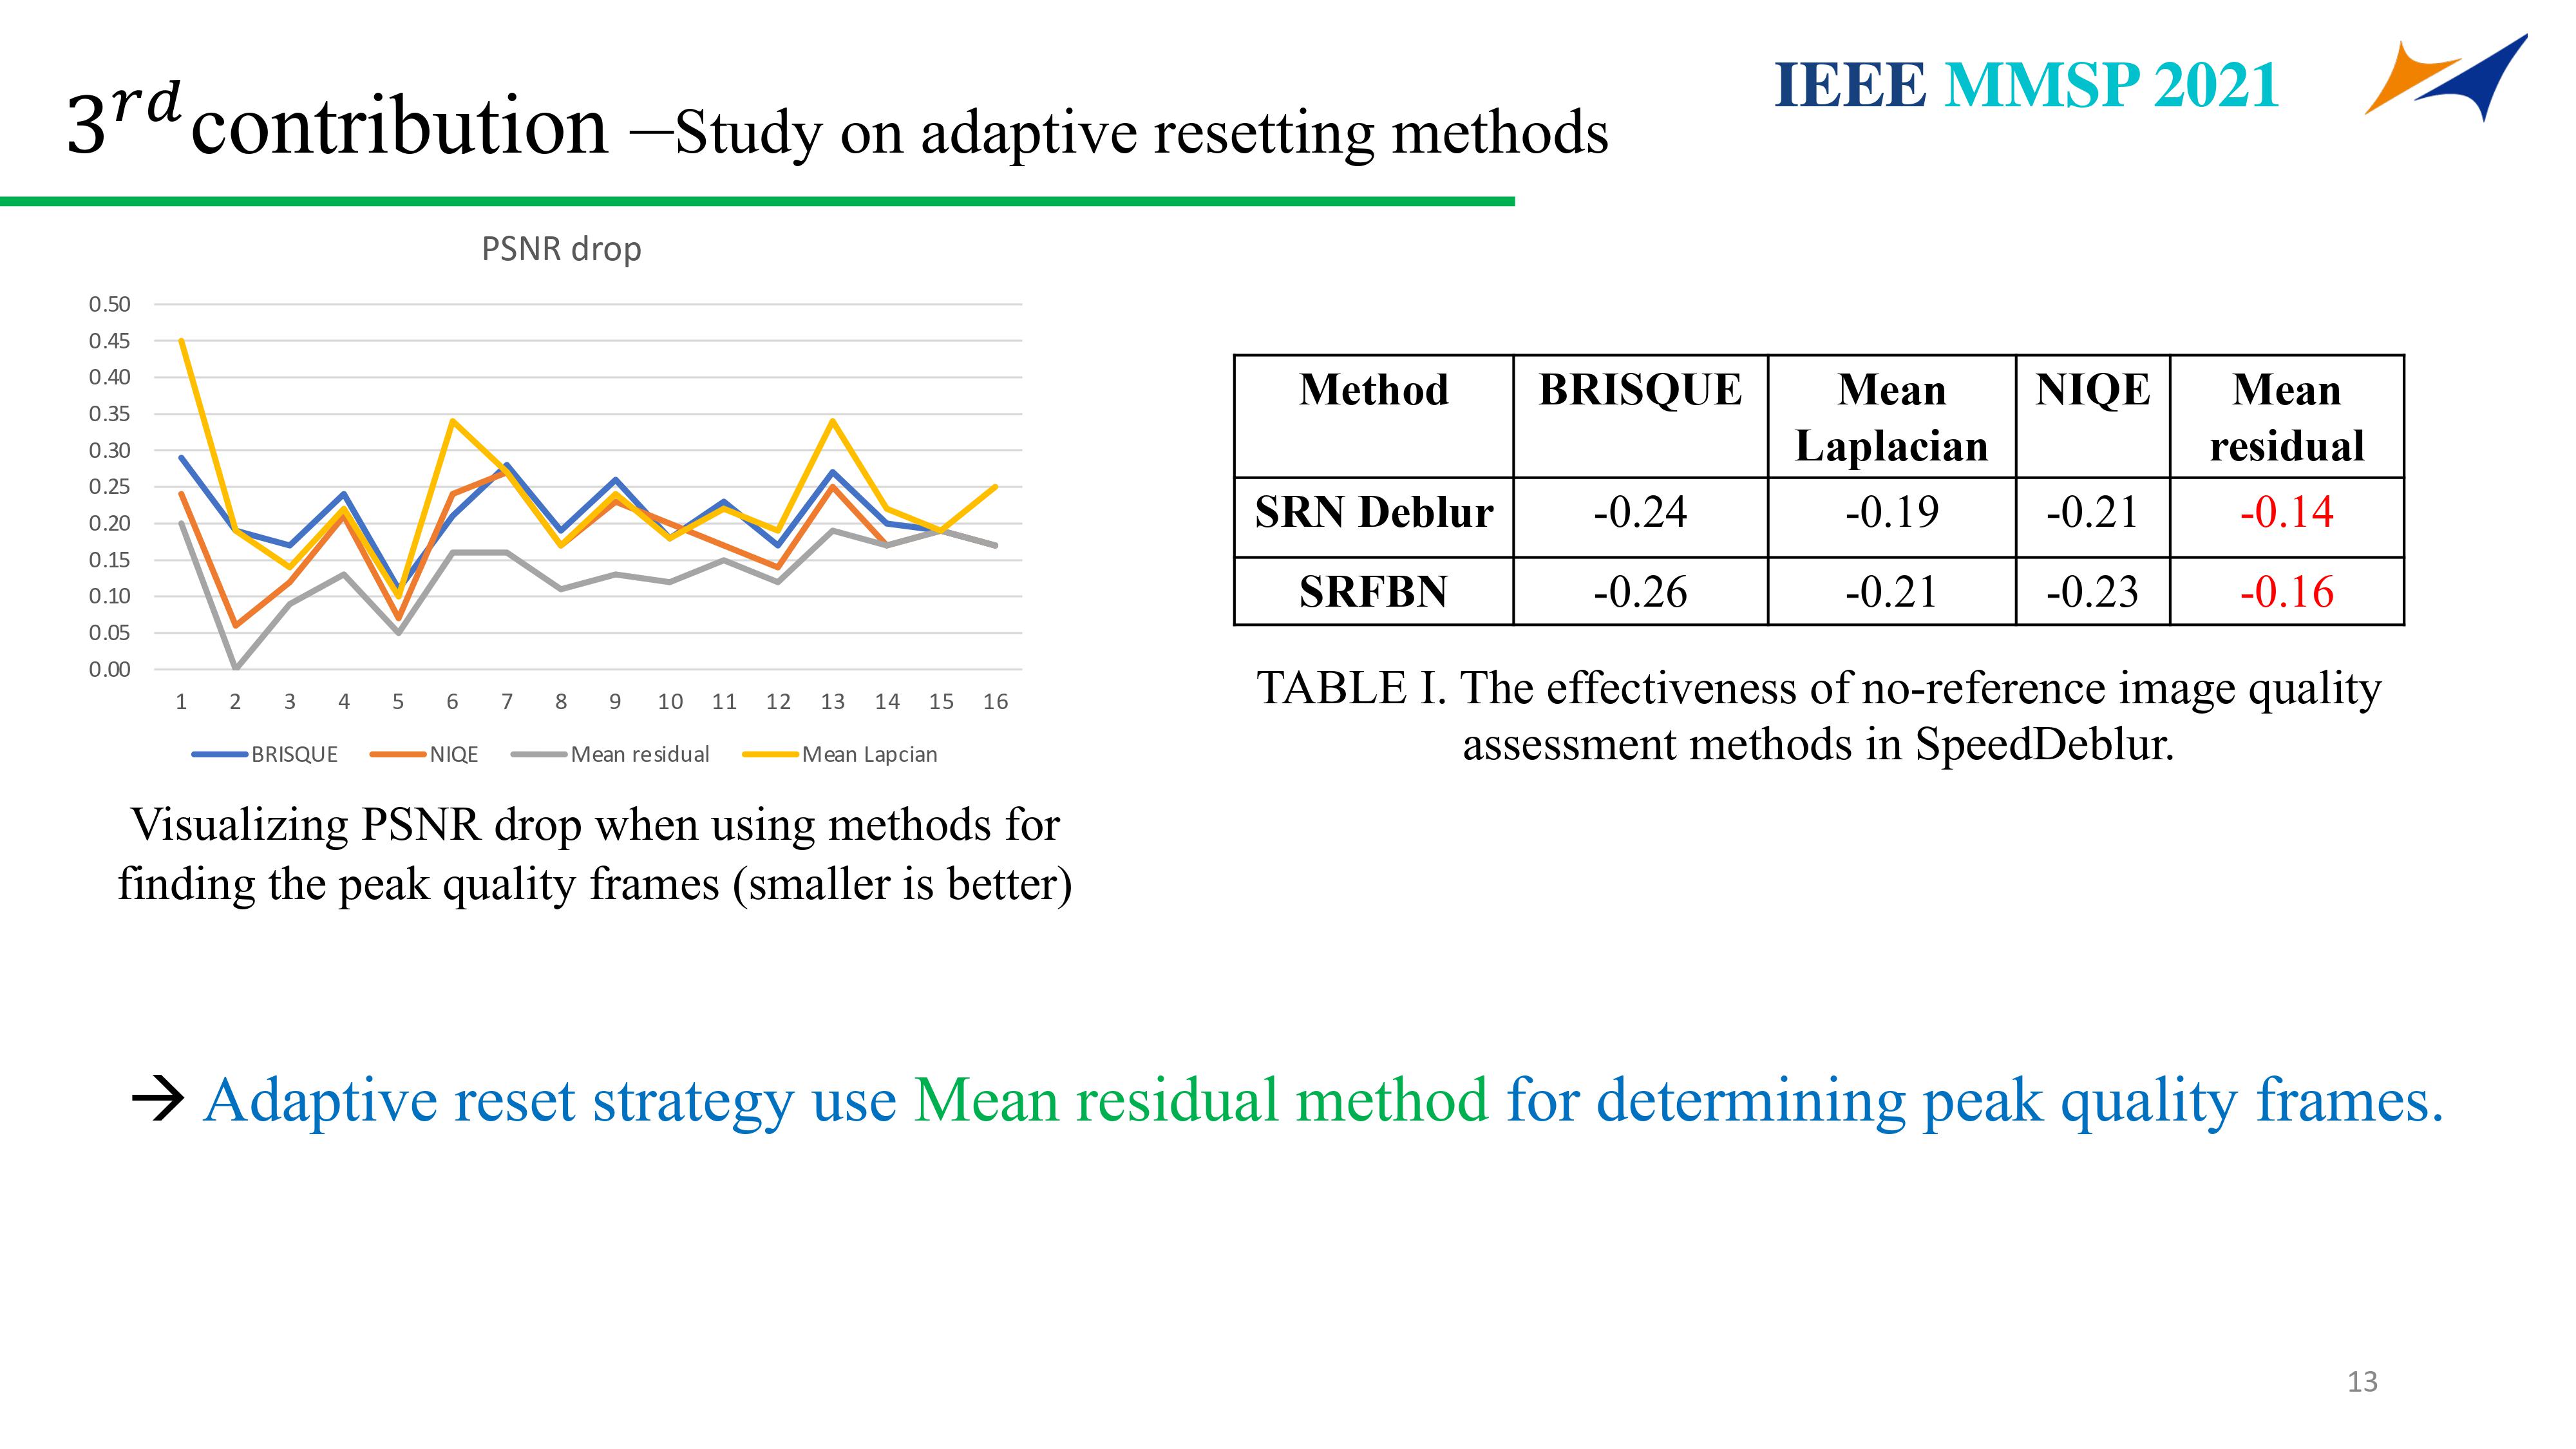 3rd contribution –Study on adaptive resetting methods
IEEE MMSP 2021
PSNR drop
0.50
0.45
0.40
0.35
0.30
0.25
0.20
0.15
0.10
0.05
0.00
1 2 3 4 5 6 7 8 9 10 11 12 13 14 15 16
BRISQUE NIQE Mean residual Mean Lapcian
Visualizing PSNR drop when using methods for
finding the peak quality frames (smaller is better)
Method BRISQUE Mean NIQE Mean
Laplacian residual
SRN Deblur -0.24 -0.19 -0.21 -0.14
SRFBN -0.26 -0.21 -0.23 -0.16
TABLE I. The effectiveness of no-reference image quality
assessment methods in SpeedDeblur.
→ Adaptive reset strategy use Mean residual method for determining peak quality frames.
13